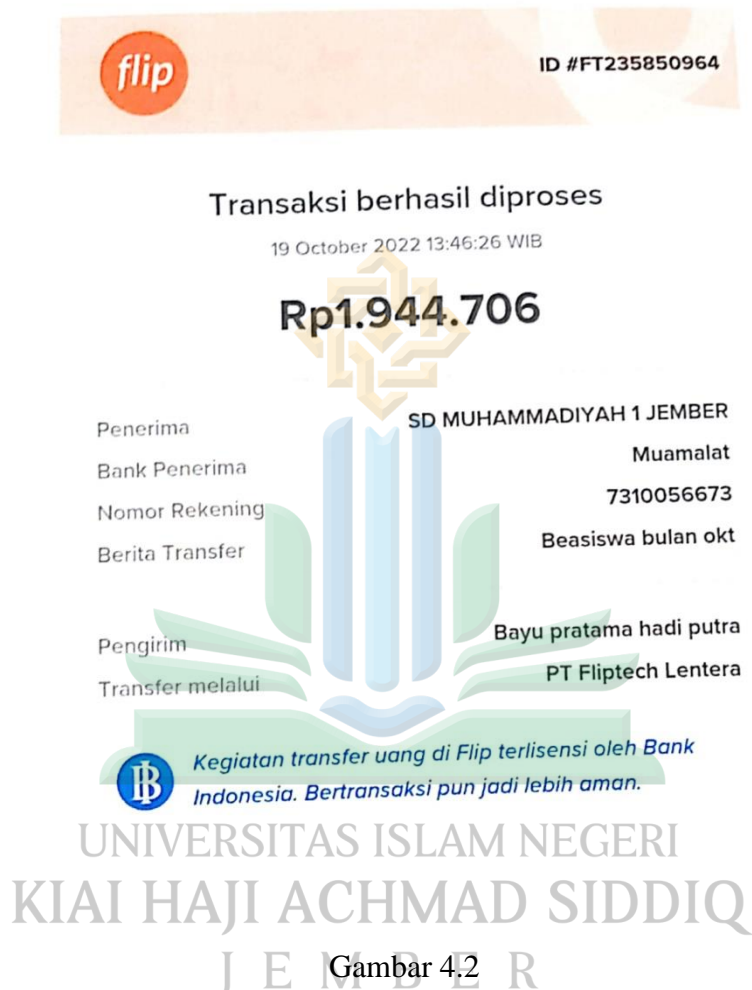 flip
ID #FT235850964
Transaksi berhasil diproses
19 October 2022 13:46:26 WIB
Rp1.944.706
Penerima SD MUHAMMADIYAH 1 JEMBER
Bank Penerima Muamalat
Nomor Rekening 7310056673
Berita Transfer Beasiswa bulan okt
Pengirim Bayu pratama hadi putra
Transfer melalui PT Fliptech Lentera
Kegiatan transfer uang di Flip terlisensi oleh Bank
Indonesia. Bertransaksi pun jadi lebih aman.
UNIVERSITAS ISLAM NEGERI
KIAI HAJI ACHMAD SIDDIQ
JEMBER
Gambar 4.2